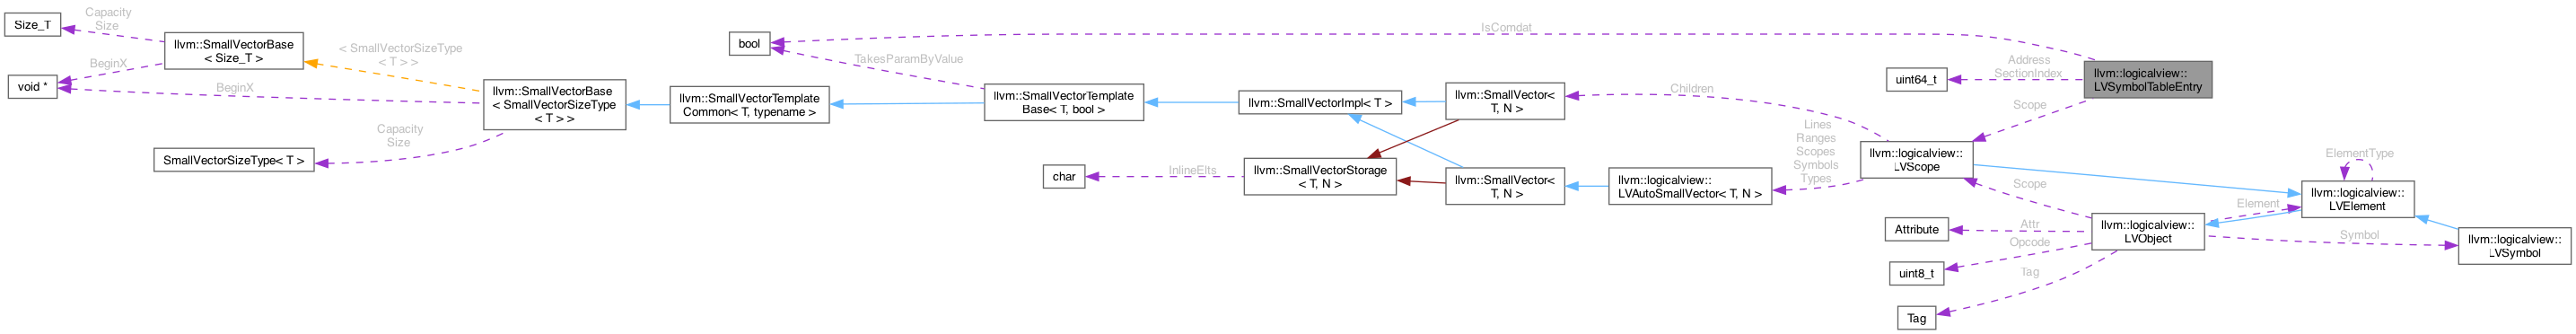 Size_T
Capacity
Size
llvm::SmallVectorBase
< Size_T >
void *
BeginX
< SmallVectorSizeType
< T > >
BeginX
llvm::SmallVectorBase
< SmallVectorSizeType
< T > >
Capacity
Size
SmallVectorSizeType< T >
llvm::SmallVectorTemplate
Common< T, typename >
bool
TakesParamByValue
llvm::SmallVectorTemplate
Base< T, bool >
char
InlineElts
llvm::SmallVectorImpl< T >
llvm::SmallVectorStorage
< T, N >
llvm::SmallVector<
T, N >
llvm::SmallVector<
T, N >
IsComdat
Children
llvm::logicalview::
LVAutoSmallVector< T, N >
Lines
Ranges
Scopes
Symbols
Types
uint64_t
Address
SectionIndex
llvm::logicalview::
LVSymbolTableEntry
Scope
llvm::logicalview::
LVScope
Scope
Attribute
Attr
uint8_t
Opcode
Tag
Tag
llvm::logicalview::
LVObject
Element
ElementType
llvm::logicalview::
LVElement
Symbol
llvm::logicalview::
LVSymbol